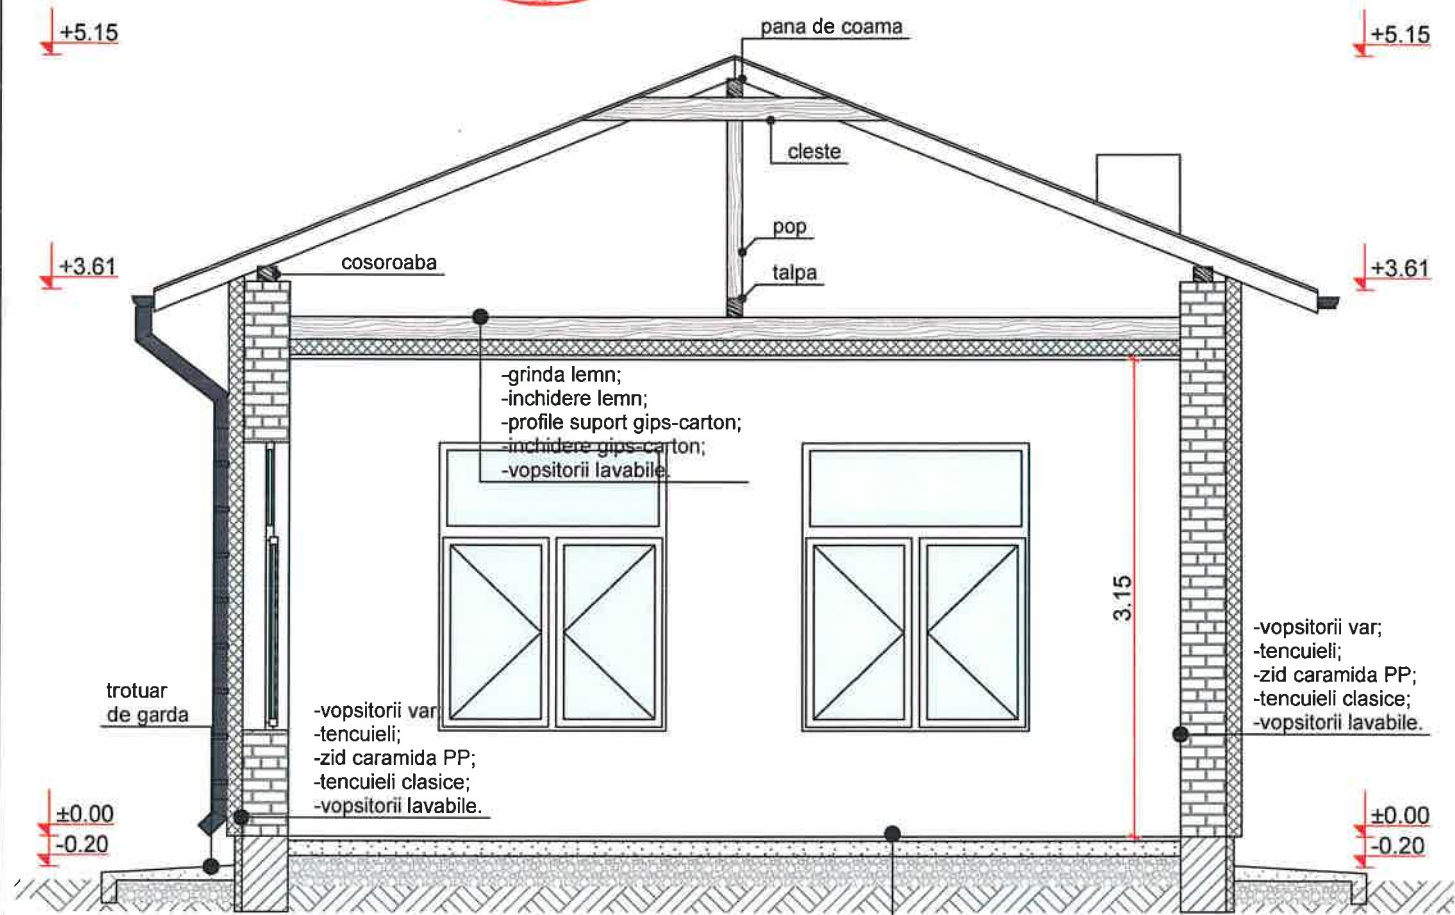 +5.15
pana de coama
+5.15
cleste
pop
+3.61
cosoroaba
talpa
+3.61
-grinda lemn;
-inchidere lemn;
-profile suport gips-carton;
-inchidere gips-carton;
-vopsitorii lavabile.
3.15
-vopsitorii var;
-tencuieli;
-zid caramida PP;
-tencuieli clasice;
-vopsitorii lavabile.
trotuar
de garda
-vopsitorii var
-tencuieli;
-zid caramida PP;
-tencuieli clasice;
-vopsitorii lavabile.
±0.00
-0.20
±0.00
-0.20